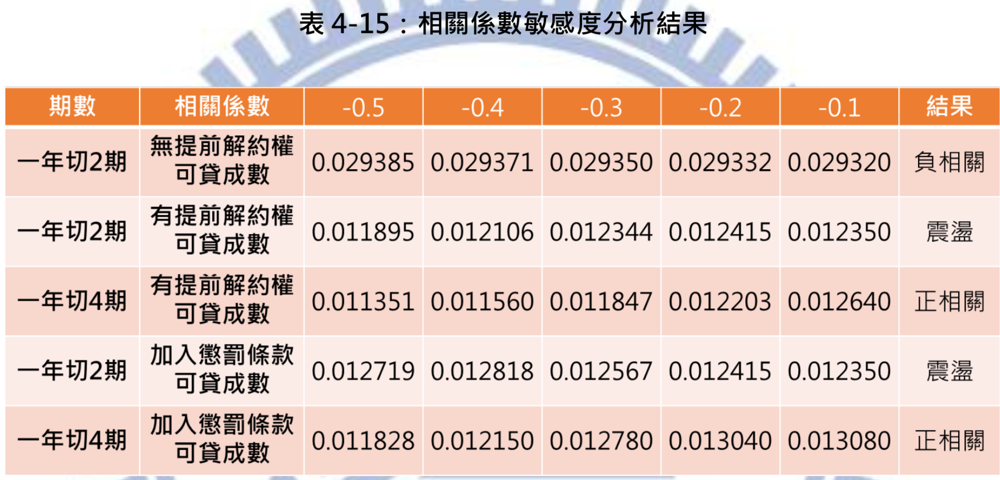 表 4-15：相關係數敏感度分析結果
期數 相關係數 -0.5 -0.4 -0.3 -0.2 -0.1 結果
一年切2期 無提前解約權 可貸成數 0.029385 0.029371 0.029350 0.029332 0.029320 負相關
一年切2期 有提前解約權 可貸成數 0.011895 0.012106 0.012344 0.012415 0.012350 震盪
一年切4期 有提前解約權 可貸成數 0.011351 0.011560 0.011847 0.012203 0.012640 正相關
一年切2期 加入懲罰條款 可貸成數 0.012719 0.012818 0.012567 0.012415 0.012350 震盪
一年切4期 加入懲罰條款 可貸成數 0.011828 0.012150 0.012780 0.013040 0.013080 正相關